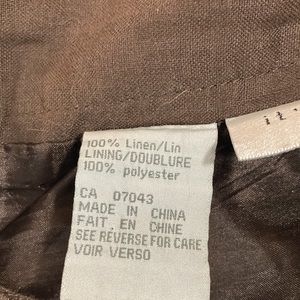 100% Linen/Lin
LINING/DOUBLURE
100% polyester
CA 07043
MADE IN CHINA
FAIT EN CHINE
SEE REVERSE FOR CARE
VOIR VERSO
it